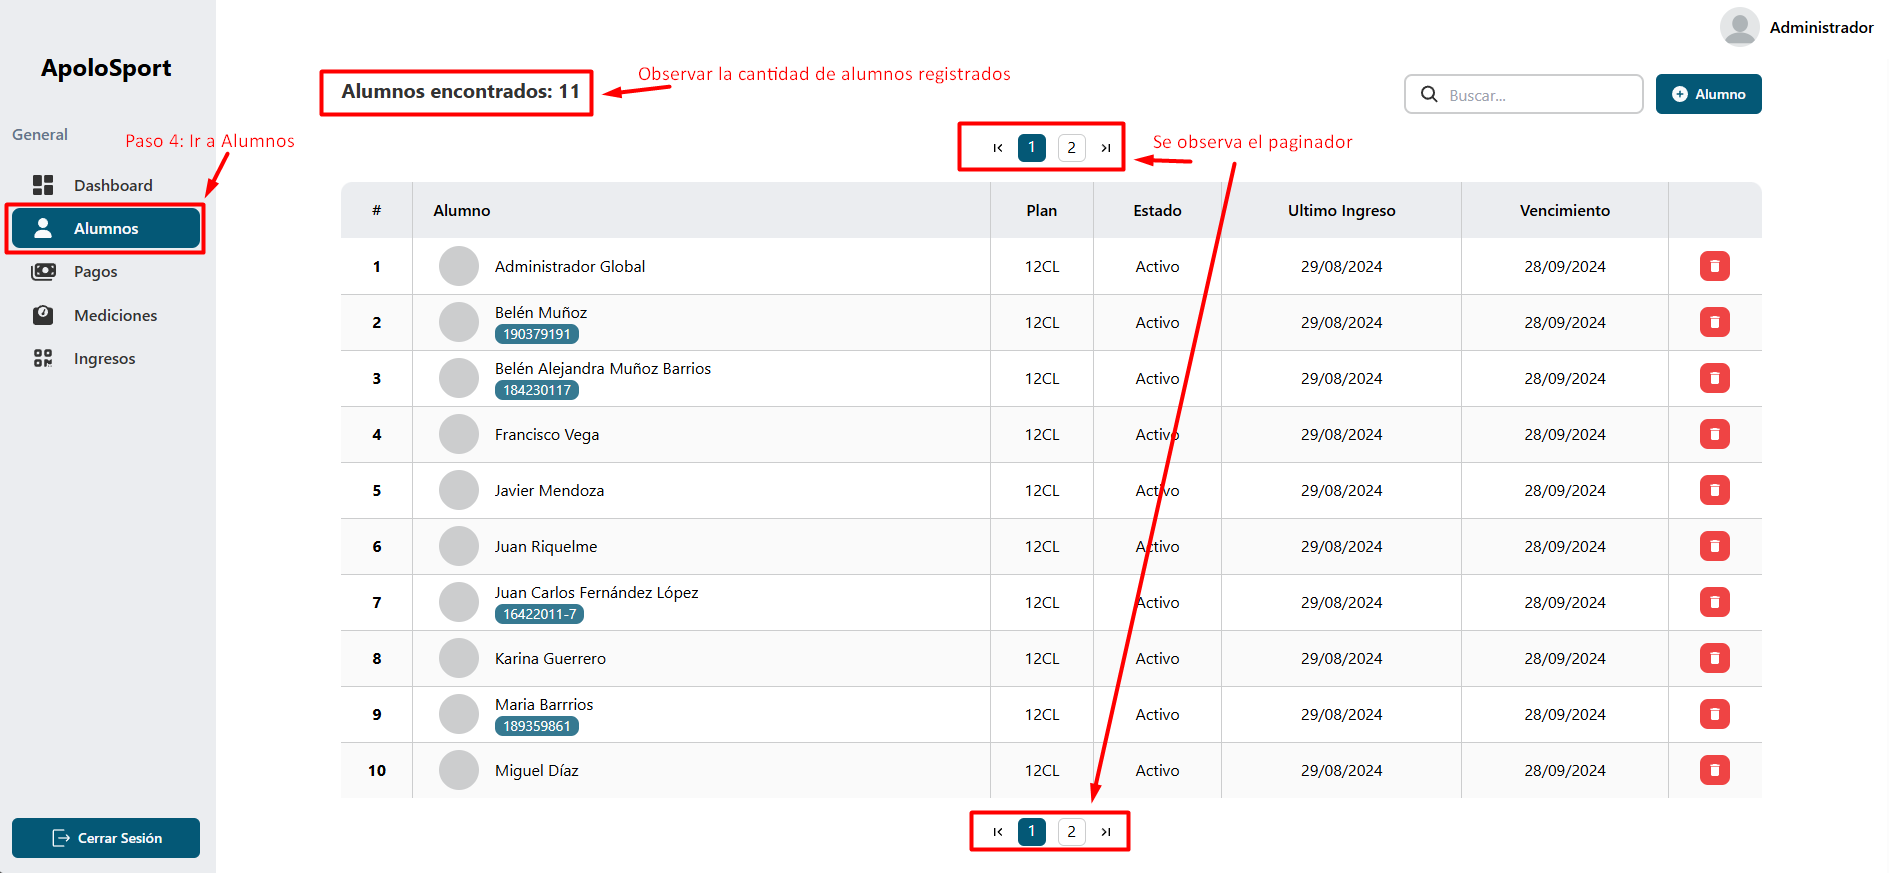 Administrador
ApoloSport
Observar la cantidad de alumnos registrados
Alumnos encontrados: 11
Buscar...
Alumno
General
Paso 4: Ir a Alumnos
1 2
Se observa el paginador
Dashboard
Alumnos
Pagos
Mediciones
Ingresos
# Alumno Plan Estado Ultimo Ingreso Vencimiento
1 Administrador Global 12CL Activo 29/08/2024 28/09/2024
2 Belén Muñoz 12CL Activo 29/08/2024 28/09/2024
190379191
3 Belén Alejandra Muñoz Barrios 12CL Activo 29/08/2024 28/09/2024
184230117
4 Francisco Vega 12CL Activo 29/08/2024 28/09/2024
5 Javier Mendoza 12CL Activo 29/08/2024 28/09/2024
6 Juan Riquelme 12CL Activo 29/08/2024 28/09/2024
7 Juan Carlos Fernández López 12CL Activo 29/08/2024 28/09/2024
16422011-7
8 Karina Guerrero 12CL Activo 29/08/2024 28/09/2024
9 Maria Barrrios 12CL Activo 29/08/2024 28/09/2024
189359861
10 Miguel Díaz 12CL Activo 29/08/2024 28/09/2024
1 2
Cerrar Sesión